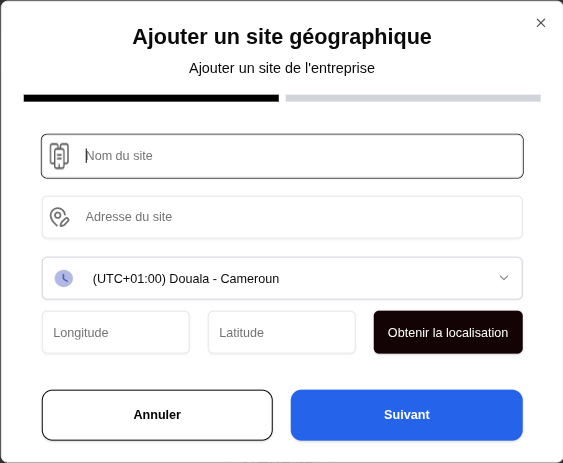 Ajouter un site géographique
Ajouter un site de l'entreprise
Nom du site
Adresse du site
(UTC+01:00) Douala - Cameroun
Longitude
Latitude
Obtenir la localisation
Annuler
Suivant